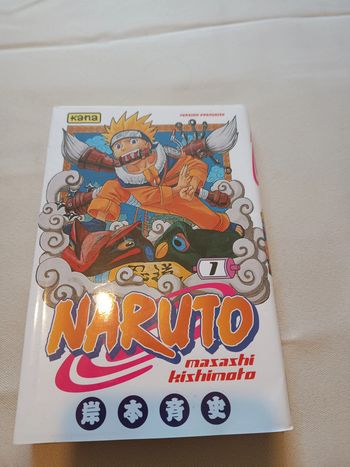 kana
VERSION FRANÇAISE
1
NARUTO
masashi
kishimoto
岸本斉史